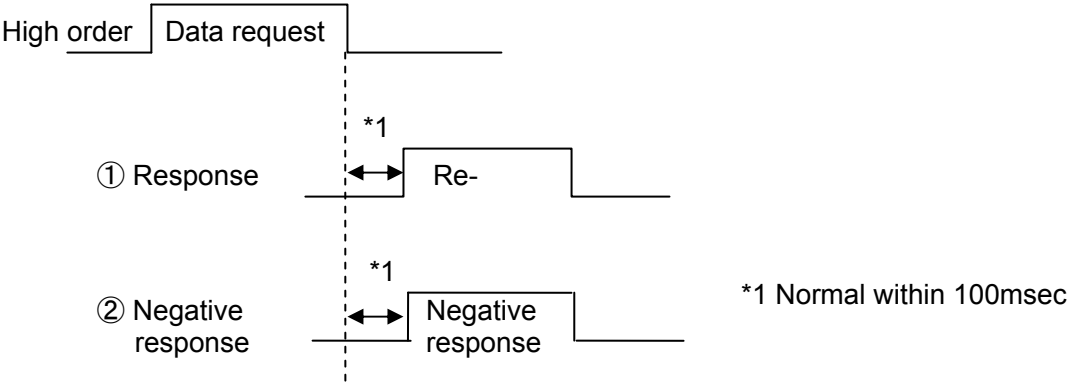 High order
Data request
*1
① Response
Re-
*1
② Negative
response
Negative
response
*1 Normal within 100msec